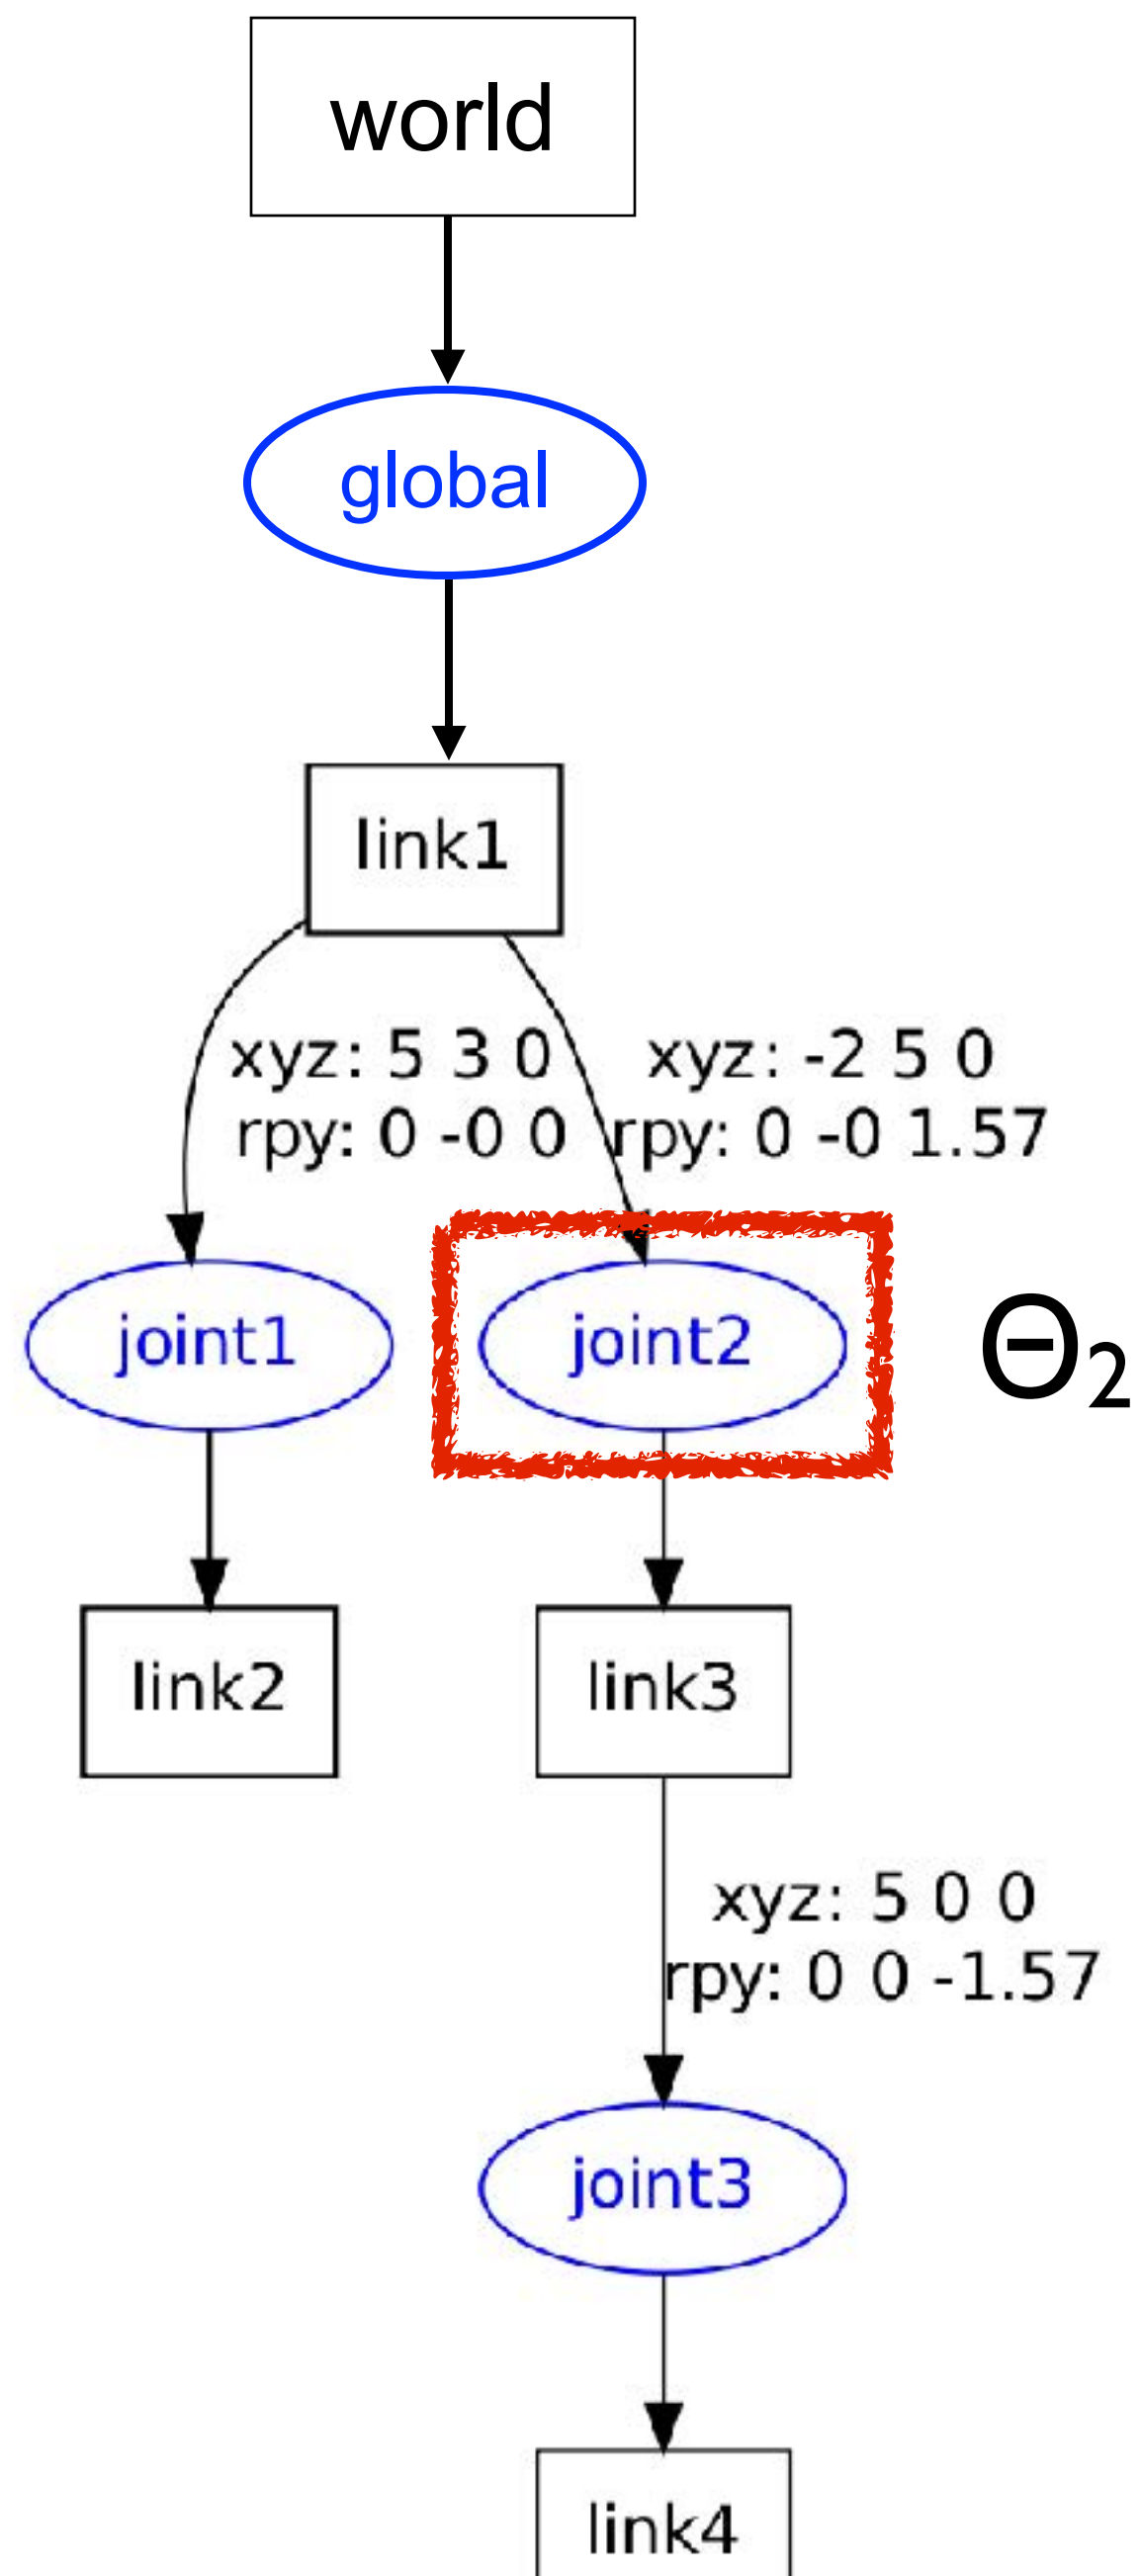 world
global
link1
xyz: 5 3 0
rpy: 0 -0 0
xyz: -2 5 0
rpy: 0 -0 1.57
joint1
joint2
Θ₂
link2
link3
xyz: 5 0 0
rpy: 0 0 -1.57
joint3
link4